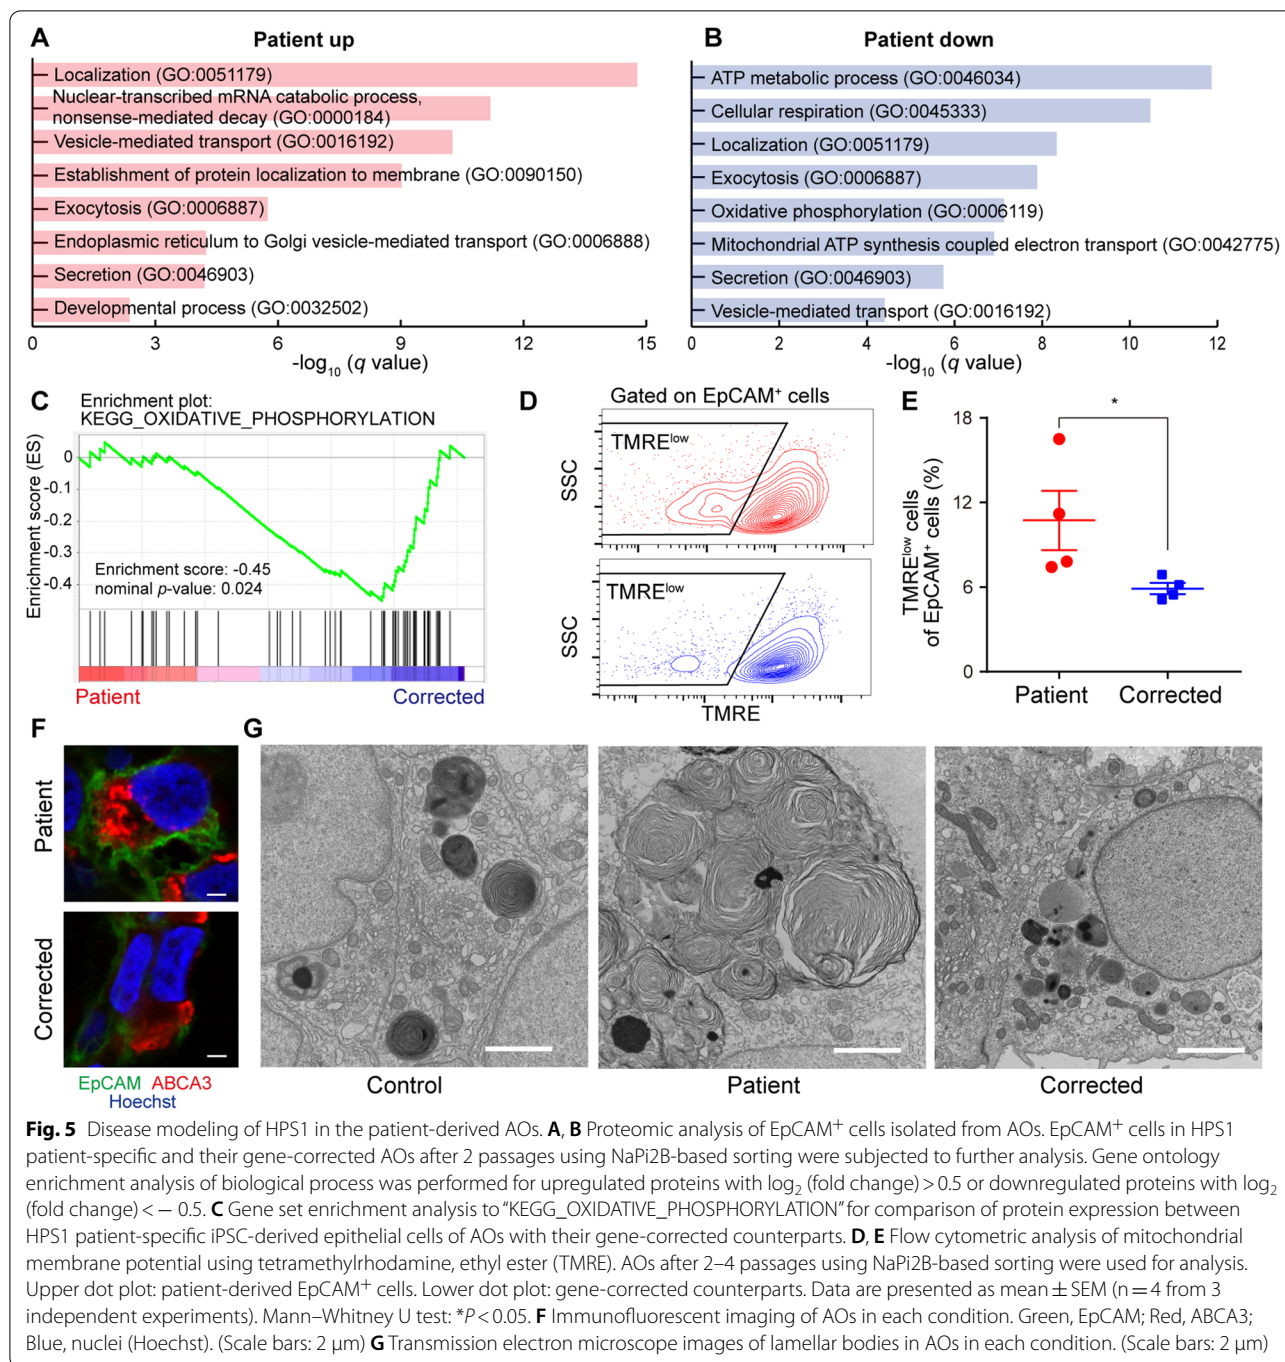 A
Patient up
Localization (GO:0051179)
Nuclear-transcribed mRNA catabolic process,
nonsense-mediated decay (GO:0000184)
Vesicle-mediated transport (GO:0016192)
Establishment of protein localization to membrane (GO:0090150)
Exocytosis (GO:0006887)
Endoplasmic reticulum to Golgi vesicle-mediated transport (GO:0006888)
Secretion (GO:0046903)
Developmental process (GO:0032502)
0 3 6 9 12 15
-log10 (q value)
B
Patient down
ATP metabolic process (GO:0046034)
Cellular respiration (GO:0045333)
Localization (GO:0051179)
Exocytosis (GO:0006887)
Oxidative phosphorylation (GO:0006119)
Mitochondrial ATP synthesis coupled electron transport (GO:0042775)
Secretion (GO:0046903)
Vesicle-mediated transport (GO:0016192)
0 2 4 6 8 10 12
-log10 (q value)
C
Enrichment plot:
KEGG_OXIDATIVE_PHOSPHORYLATION
Enrichment score (ES)
0
-0.1
-0.2
-0.3
-0.4
Enrichment score: -0.45
nominal p-value: 0.024
Patient Corrected
D
Gated on EpCAM+ cells
TMRElow
SSC
TMRElow
SSC
TMRE
E
TMRElow cells
of EpCAM+ cells (%)
18
12
6
0
*
Patient Corrected
F
Patient
Corrected
EpCAM ABCA3
Hoechst
G
Control
Patient
Corrected
Fig. 5 Disease modeling of HPS1 in the patient-derived AOs. A, B Proteomic analysis of EpCAM+ cells isolated from AOs. EpCAM+ cells in HPS1
patient-specific and their gene-corrected AOs after 2 passages using NaPi2B-based sorting were subjected to further analysis. Gene ontology
enrichment analysis of biological process was performed for upregulated proteins with log2 (fold change) > 0.5 or downregulated proteins with log2
(fold change) < − 0.5. C Gene set enrichment analysis to “KEGG_OXIDATIVE_PHOSPHORYLATION” for comparison of protein expression between
HPS1 patient-specific iPSC-derived epithelial cells of AOs with their gene-corrected counterparts. D, E Flow cytometric analysis of mitochondrial
membrane potential using tetramethylrhodamine, ethyl ester (TMRE). AOs after 2–4 passages using NaPi2B-based sorting were used for analysis.
Upper dot plot: patient-derived EpCAM+ cells. Lower dot plot: gene-corrected counterparts. Data are presented as mean ± SEM (n = 4 from 3
independent experiments). Mann–Whitney U test: *P < 0.05. F Immunofluorescent imaging of AOs in each condition. Green, EpCAM; Red, ABCA3;
Blue, nuclei (Hoechst). (Scale bars: 2 μm) G Transmission electron microscope images of lamellar bodies in AOs in each condition. (Scale bars: 2 μm)